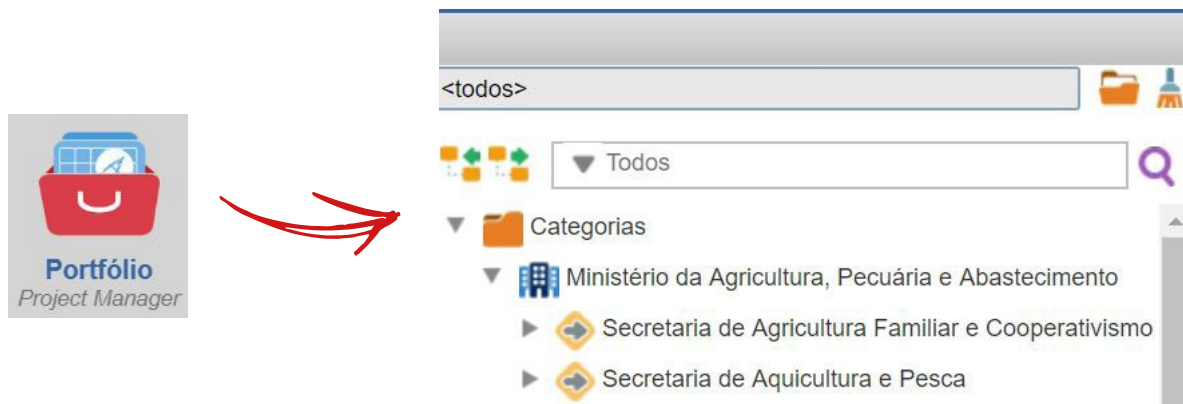 Portfólio
Project Manager
<todos>
Todos
Categorias
Ministério da Agricultura, Pecuária e Abastecimento
Secretaria de Agricultura Familiar e Cooperativismo
Secretaria de Aquicultura e Pesca